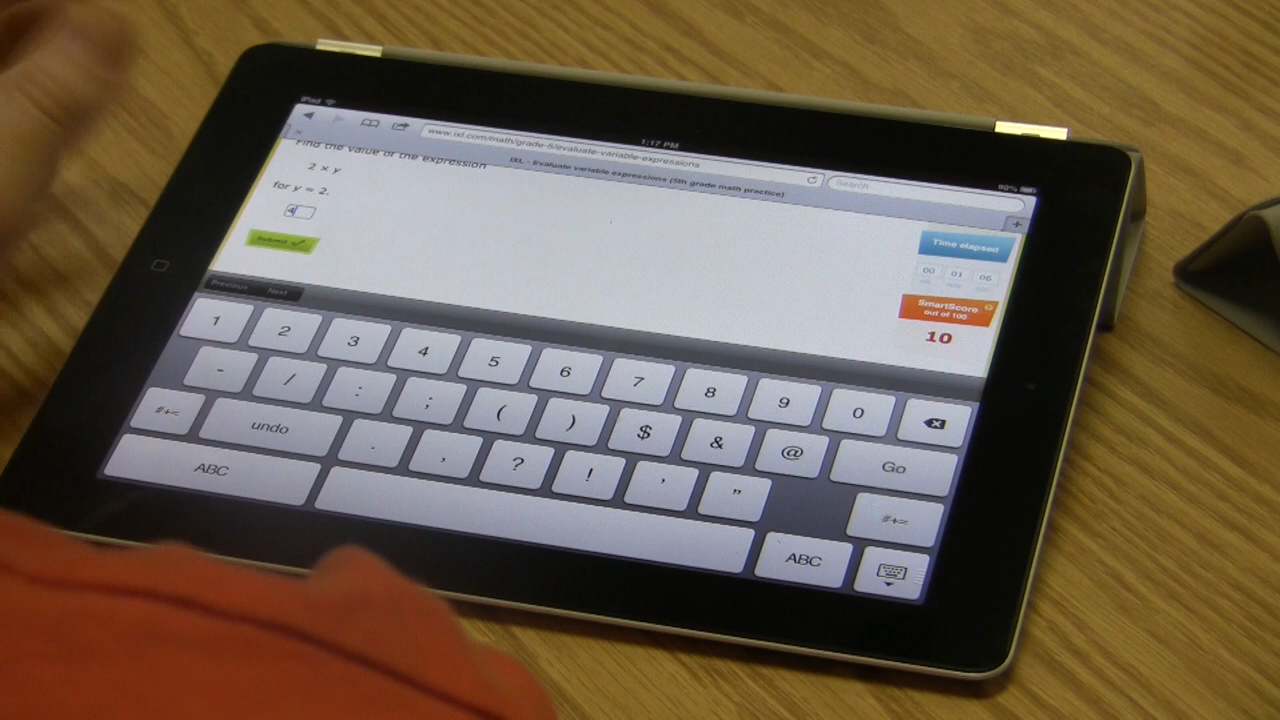 iPad
1:17 PM
90%
www.ixl.com/math/grade-5/evaluate-variable-expressions
Search
IXL - Evaluate variable expressions (5th grade math practice)
Find the value of the expression
2 × y
for y = 2.
4
Submit
Time elapsed
00 01 06
SmartScore
out of 100
10
Previous Next
1 2 3 4 5 6 7 8 9 0
- / : ; ( ) $ & @ Go
#+= undo . , ? ! ' " #+=
ABC ABC